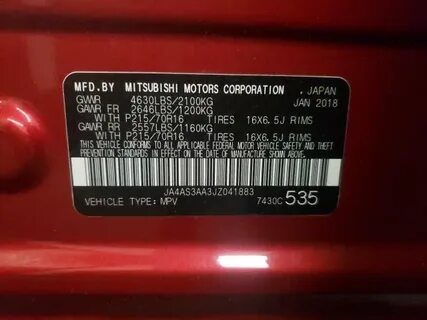 MFD.BY MITSUBISHI MOTORS CORPORATION . JAPAN
GVWR 4630LBS/2100KG JAN 2018
GAWR FR 2646LBS/1200KG
WITH P215/70R16 TIRES 16X6.5J RIMS
GAWR RR 2557LBS/1160KG
WITH P215/70R16 TIRES 16X6.5J RIMS
THIS VEHICLE CONFORMS TO ALL APPLICABLE
FEDERAL MOTOR VEHICLE SAFETY AND THEFT
PREVENTION STANDARDS IN EFFECT ON THE
DATE OF MANUFACTURE SHOWN ABOVE.
JA4AS3AA3JZ041883
VEHICLE TYPE: MPV 7430C 535